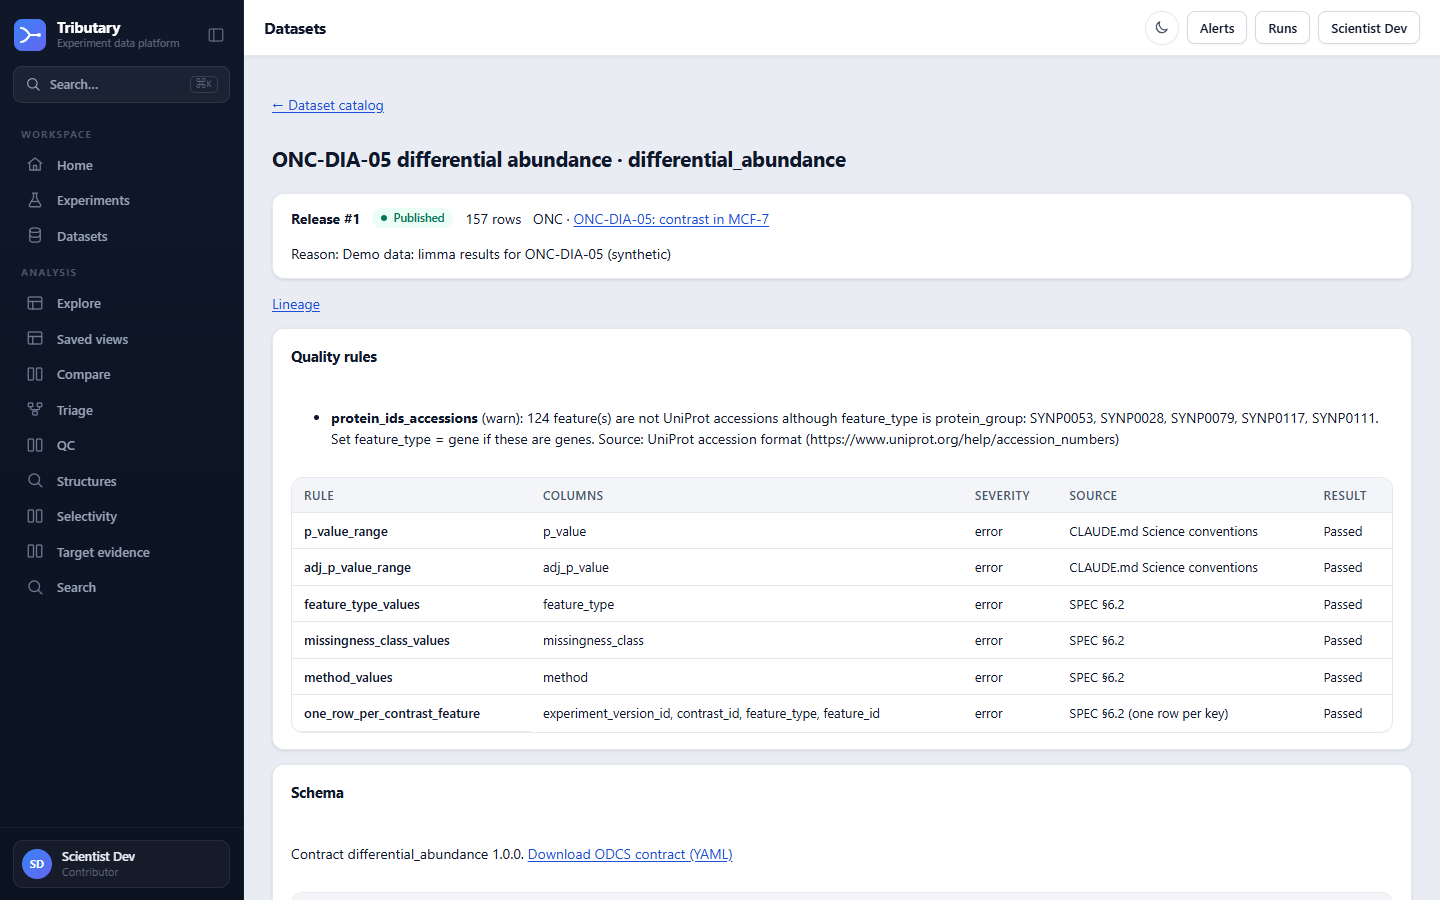 Tributary
Experiment data platform
Search...
⌘K
WORKSPACE
Home
Experiments
Datasets
ANALYSIS
Explore
Saved views
Compare
Triage
QC
Structures
Selectivity
Target evidence
Search
SD
Scientist Dev
Contributor
Datasets
Alerts
Runs
Scientist Dev
← Dataset catalog
ONC-DIA-05 differential abundance · differential_abundance
Release #1 ● Published 157 rows ONC · ONC-DIA-05: contrast in MCF-7
Reason: Demo data: limma results for ONC-DIA-05 (synthetic)
Lineage
Quality rules
• protein_ids_accessions (warn): 124 feature(s) are not UniProt accessions although feature_type is protein_group: SYNP0053, SYNP0028, SYNP0079, SYNP0117, SYNP0111.
Set feature_type = gene if these are genes. Source: UniProt accession format (https://www.uniprot.org/help/accession_numbers)
RULE COLUMNS SEVERITY SOURCE RESULT
p_value_range p_value error CLAUDE.md Science conventions Passed
adj_p_value_range adj_p_value error CLAUDE.md Science conventions Passed
feature_type_values feature_type error SPEC §6.2 Passed
missingness_class_values missingness_class error SPEC §6.2 Passed
method_values method error SPEC §6.2 Passed
one_row_per_contrast_feature experiment_version_id, contrast_id, feature_type, feature_id error SPEC §6.2 (one row per key) Passed
Schema
Contract differential_abundance 1.0.0. Download ODCS contract (YAML)